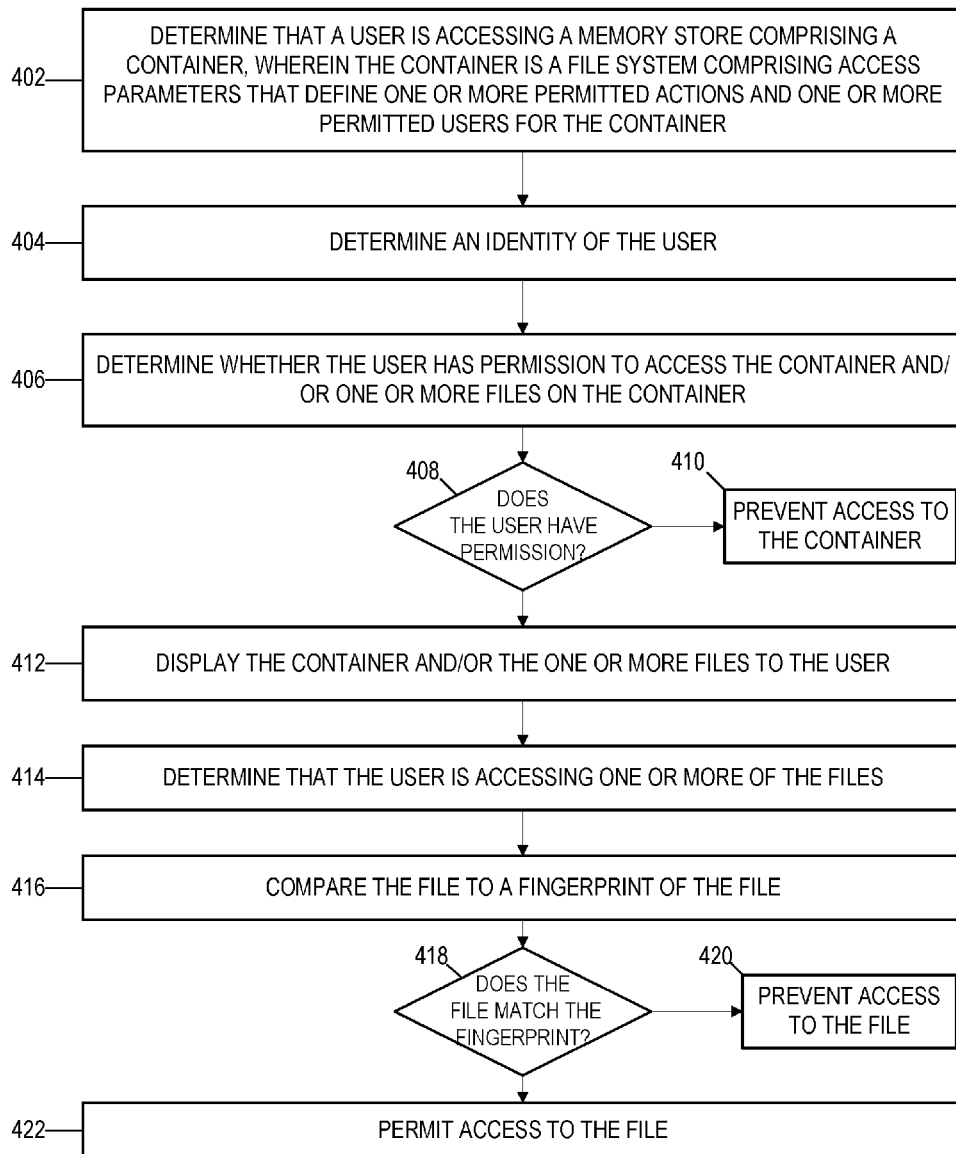 DETERMINE THAT A USER IS ACCESSING A MEMORY STORE COMPRISING A
402
CONTAINER, WHEREIN THE CONTAINER IS A FILE SYSTEM COMPRISING ACCESS
PARAMETERS THAT DEFINE ONE OR MORE PERMITTED ACTIONS AND ONE OR MORE
PERMITTED USERS FOR THE CONTAINER
404
DETERMINE AN IDENTITY OF THE USER
406
DETERMINE WHETHER THE USER HAS PERMISSION TO ACCESS THE CONTAINER AND/
OR ONE OR MORE FILES ON THE CONTAINER
408
DOES
THE USER HAVE
PERMISSION?
410
PREVENT ACCESS TO
THE CONTAINER
412
DISPLAY THE CONTAINER AND/OR THE ONE OR MORE FILES TO THE USER
414
DETERMINE THAT THE USER IS ACCESSING ONE OR MORE OF THE FILES
416
COMPARE THE FILE TO A FINGERPRINT OF THE FILE
418
DOES THE
FILE MATCH THE
FINGERPRINT?
420
PREVENT ACCESS
TO THE FILE
422
PERMIT ACCESS TO THE FILE